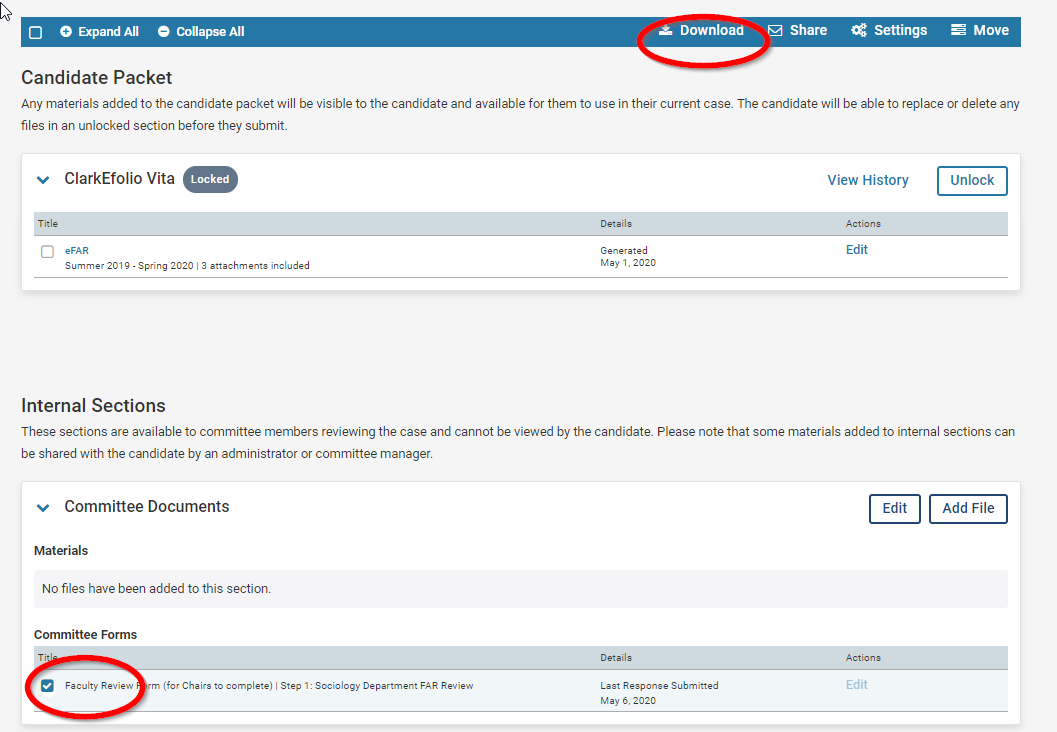 Expand All Collapse All Download Share Settings Move
Candidate Packet
Any materials added to the candidate packet will be visible to the candidate and available for them to use in their current case. The candidate will be able to replace or delete any
files in an unlocked section before they submit.
ClarkEfolio Vita Locked View History Unlock
Title Details Actions
eFAR Generated Edit
Summer 2019 - Spring 2020 | 3 attachments included May 1, 2020
Internal Sections
These sections are available to committee members reviewing the case and cannot be viewed by the candidate. Please note that some materials added to internal sections can
be shared with the candidate by an administrator or committee manager.
Committee Documents Edit Add File
Materials
No files have been added to this section.
Committee Forms
Title Details Actions
Faculty Review Form (for Chairs to complete) | Step 1: Sociology Department FAR Review Last Response Submitted Edit
May 6, 2020